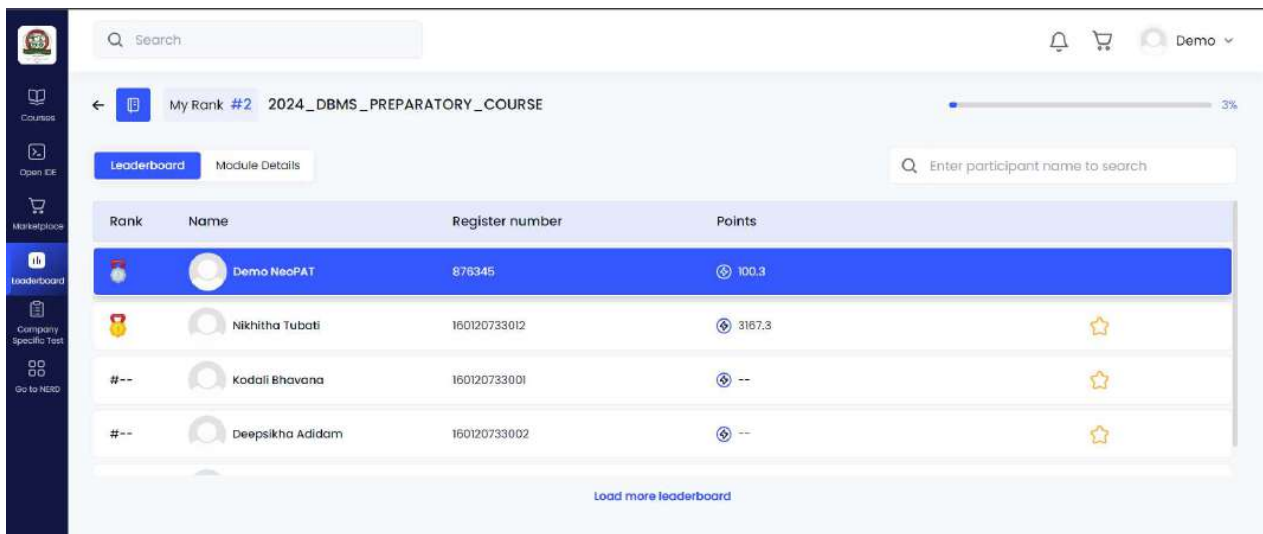 Search
Demo
Courses
Open IDE
Marketplace
Leaderboard
Company
Specific Test
Go to NERD
My Rank #2 2024_DBMS_PREPARATORY_COURSE 3%
Leaderboard Module Details Enter participant name to search
Rank Name Register number Points
Demo NeoPAT 876345 100.3
Nikhitha Tubati 160120733012 3167.3
#-- Kodali Bhavana 160120733001 --
#-- Deepsikha Adidam 160120733002 --
Load more leaderboard